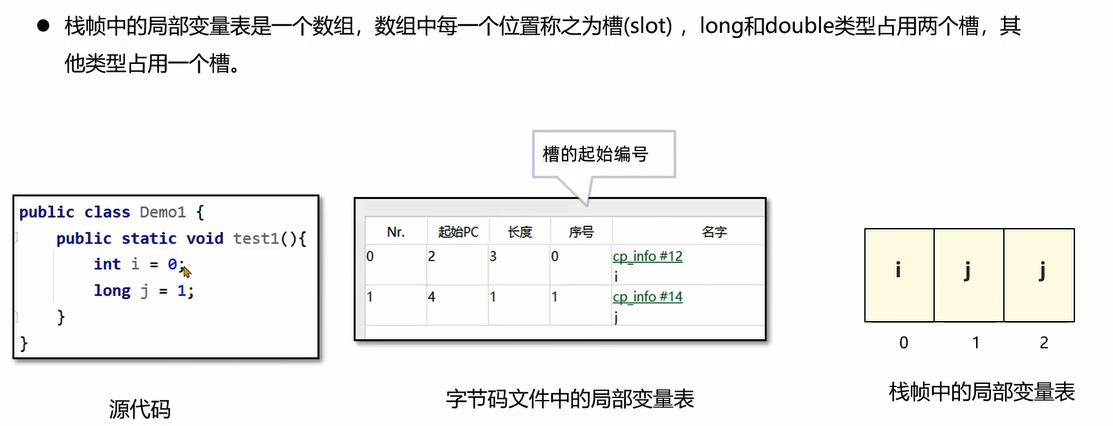 ● 栈帧中的局部变量表是一个数组，数组中每一个位置称之为槽(slot) ，long和double类型占用两个槽，其
他类型占用一个槽。
槽的起始编号
public class Demo1 {
public static void test1(){
int i = 0;
long j = 1;
}
}
源代码
Nr. 起始PC 长度 序号 名字
0 2 3 0 cp_info #12
i
1 4 1 1 cp_info #14
j
字节码文件中的局部变量表
i j j
0 1 2
栈帧中的局部变量表